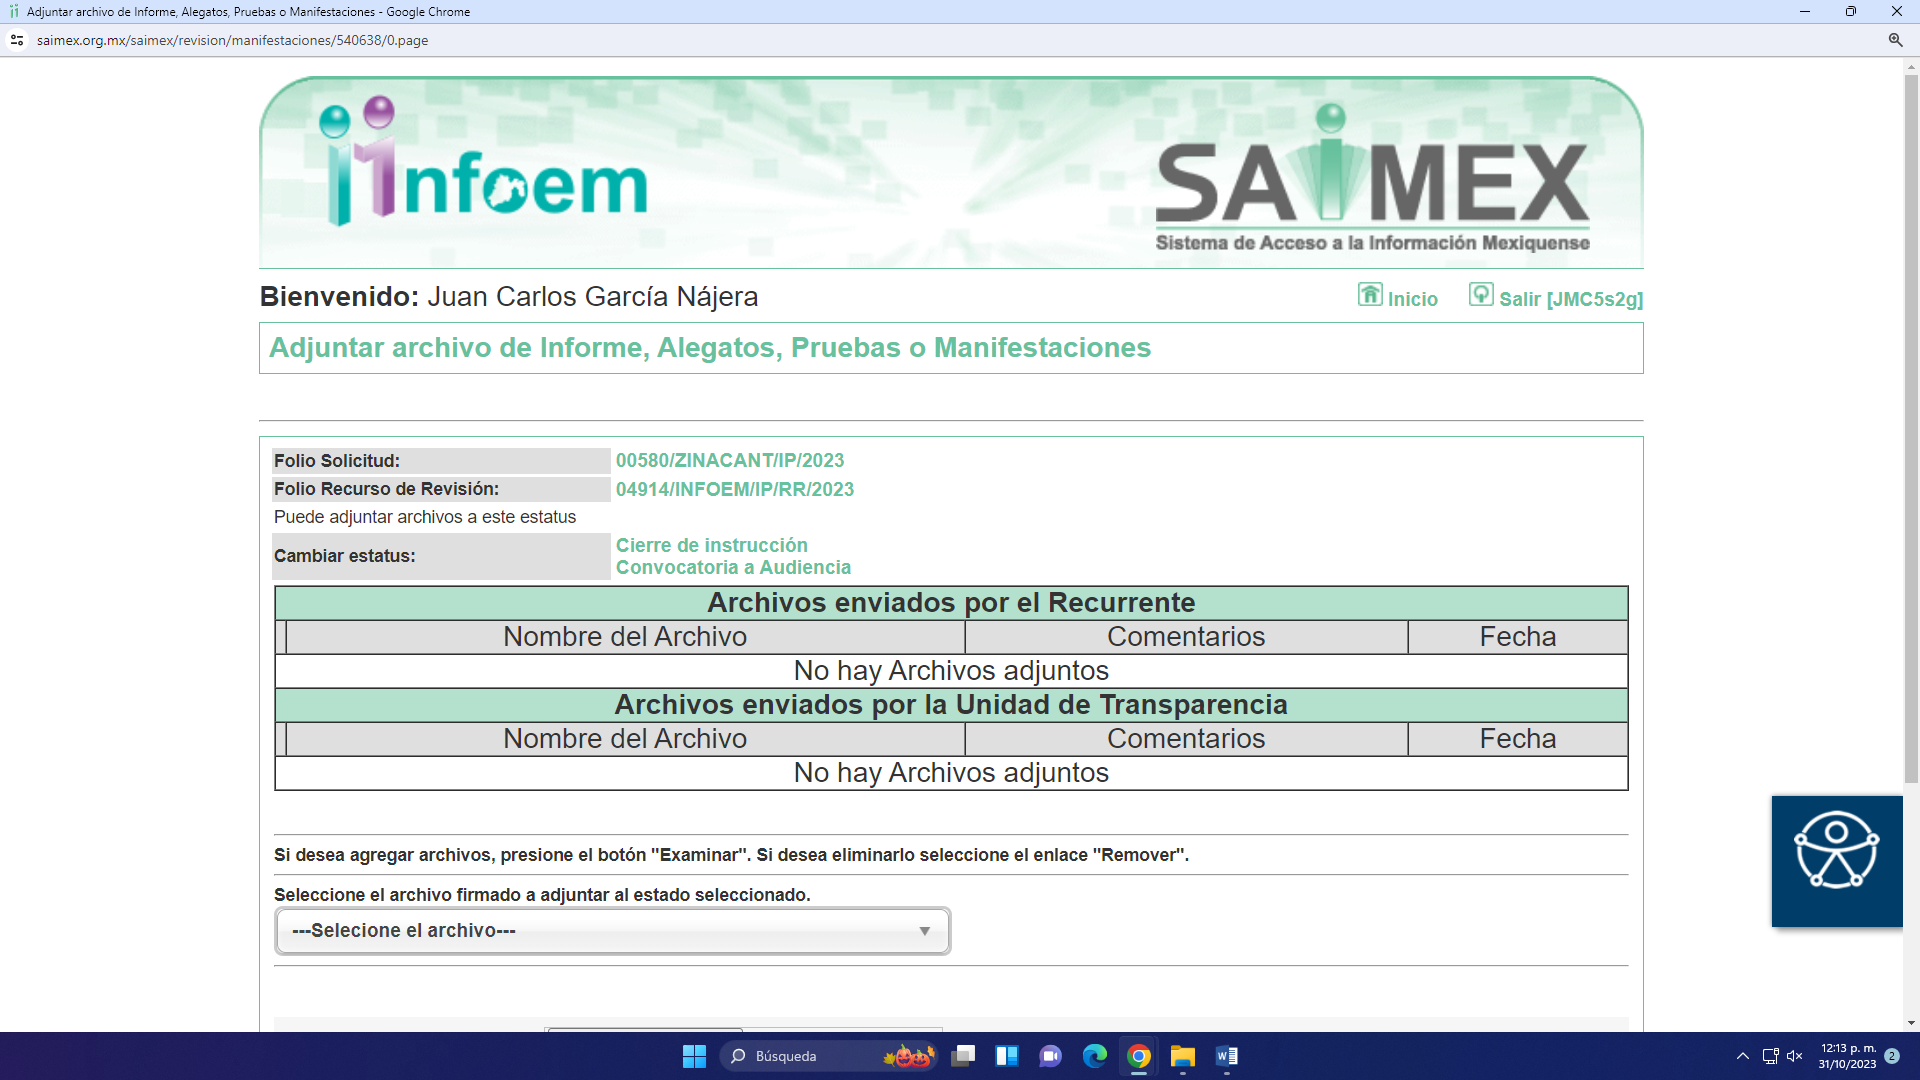 Adjuntar archivo de Informe, Alegatos, Pruebas o Manifestaciones - Google Chrome
saimex.org.mx/saimex/revision/manifestaciones/540638/0.page
infoem
SAIMEX
Sistema de Acceso a la Información Mexiquense
Bienvenido: Juan Carlos García Nájera
Inicio
Salir [JMC5s2g]
Adjuntar archivo de Informe, Alegatos, Pruebas o Manifestaciones
Folio Solicitud: 00580/ZINACANT/IP/2023
Folio Recurso de Revisión: 04914/INFOEM/IP/RR/2023
Puede adjuntar archivos a este estatus
Cambiar estatus: Cierre de instrucción
Convocatoria a Audiencia
Archivos enviados por el Recurrente
Nombre del Archivo Comentarios Fecha
No hay Archivos adjuntos
Archivos enviados por la Unidad de Transparencia
Nombre del Archivo Comentarios Fecha
No hay Archivos adjuntos
Si desea agregar archivos, presione el botón "Examinar". Si desea eliminarlo seleccione el enlace "Remover".
Seleccione el archivo firmado a adjuntar al estado seleccionado.
---Selecione el archivo---
Búsqueda
12:13 p. m.
31/10/2023
2